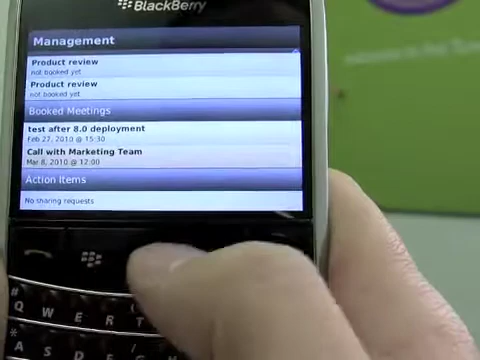 BlackBerry
Management
Product review
not booked yet
Product review
not booked yet
Booked Meetings
test after 8.0 deployment
Feb 27, 2010 @ 15:30
Call with Marketing Team
Mar 8, 2010 @ 12:00
Action Items
No sharing requests
#
Q W E R T
*
A S D F